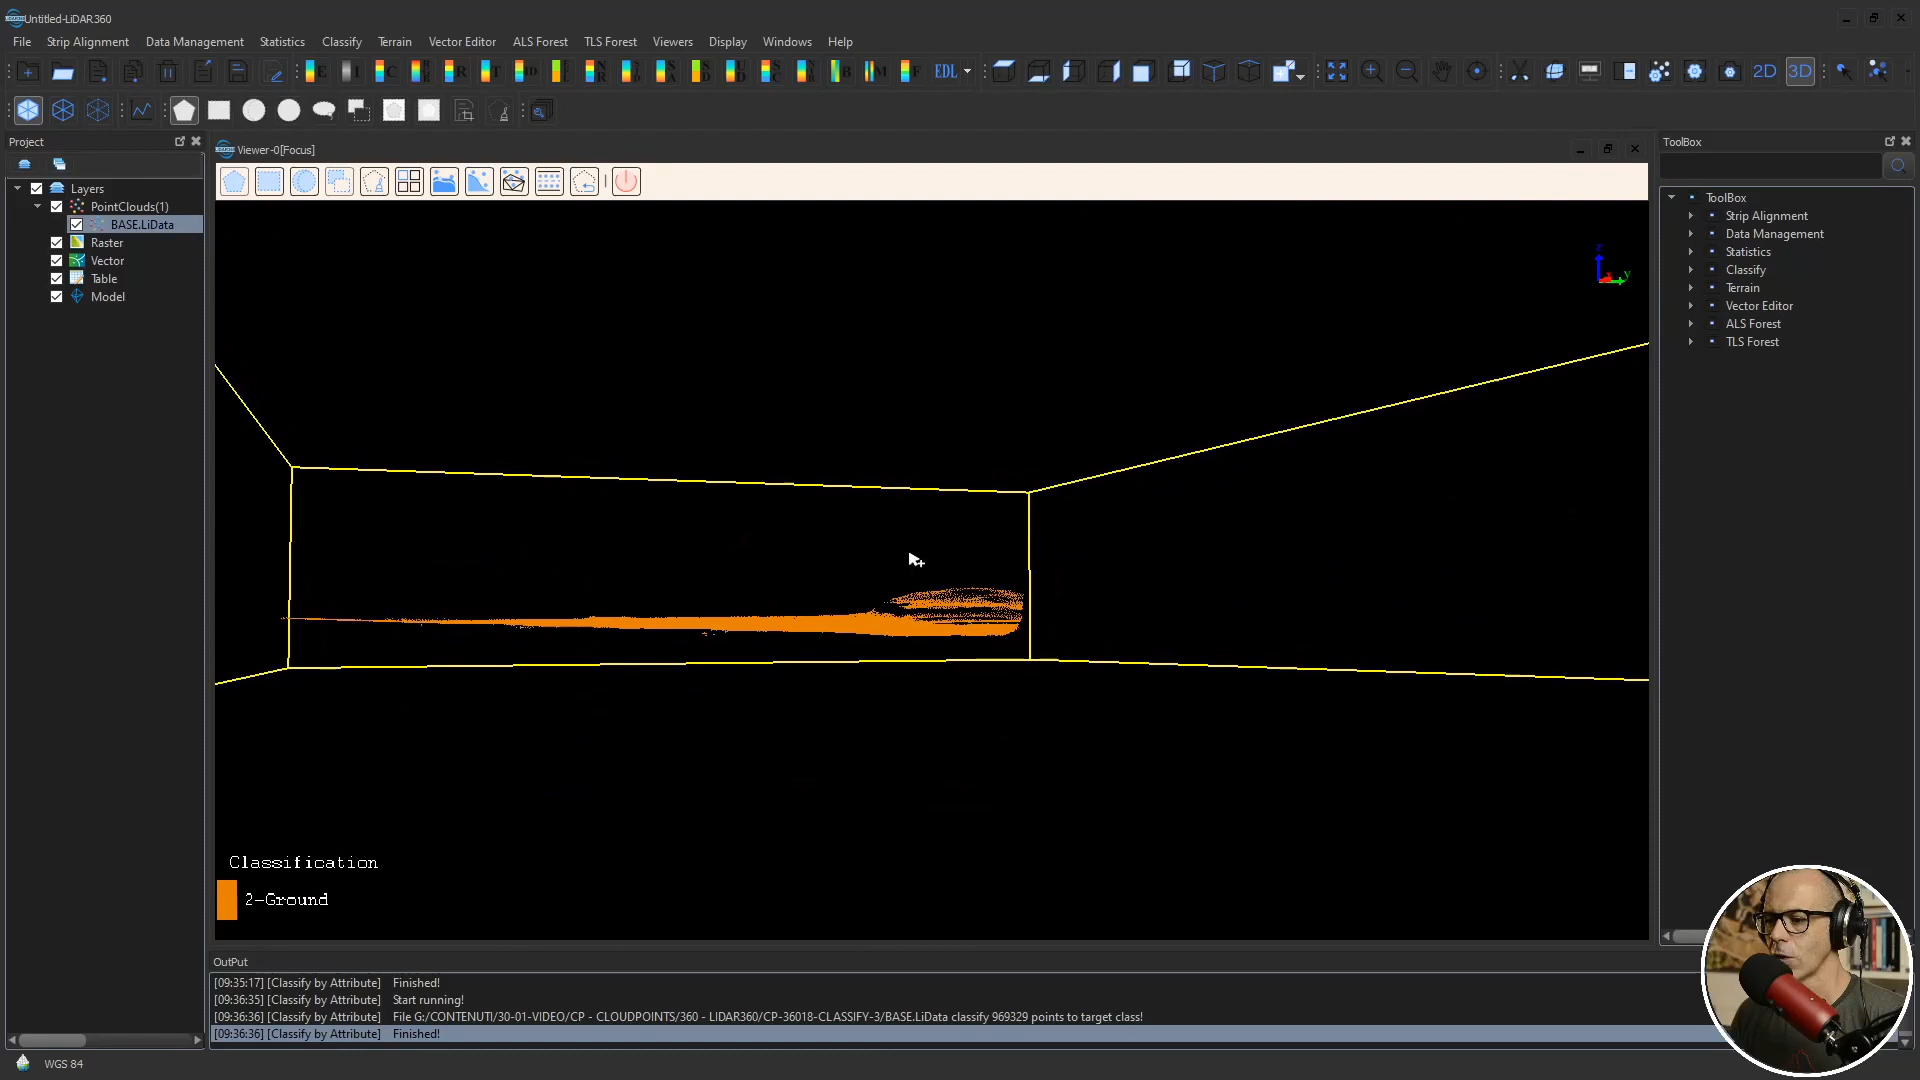 Untitled-LiDAR360
File Strip Alignment Data Management Statistics Classify Terrain Vector Editor ALS Forest TLS Forest Viewers Display Windows Help
EDL 2D 3D
Project
Viewer-0[Focus]
ToolBox
Layers
PointClouds(1)
BASE.LiData
Raster
Vector
Table
Model
ToolBox
Strip Alignment
Data Management
Statistics
Classify
Terrain
Vector Editor
ALS Forest
TLS Forest
z
y
Classification
2-Ground
OutPut
[09:35:17] [Classify by Attribute] Finished!
[09:36:35] [Classify by Attribute] Start running!
[09:36:36] [Classify by Attribute] File G:/CONTENUTI/30-01-VIDEO/CP - CLOUDPOINTS/360 - LIDAR360/CP-36018-CLASSIFY-3/BASE.LiData classify 969329 points to target class!
[09:36:36] [Classify by Attribute] Finished!
WGS 84